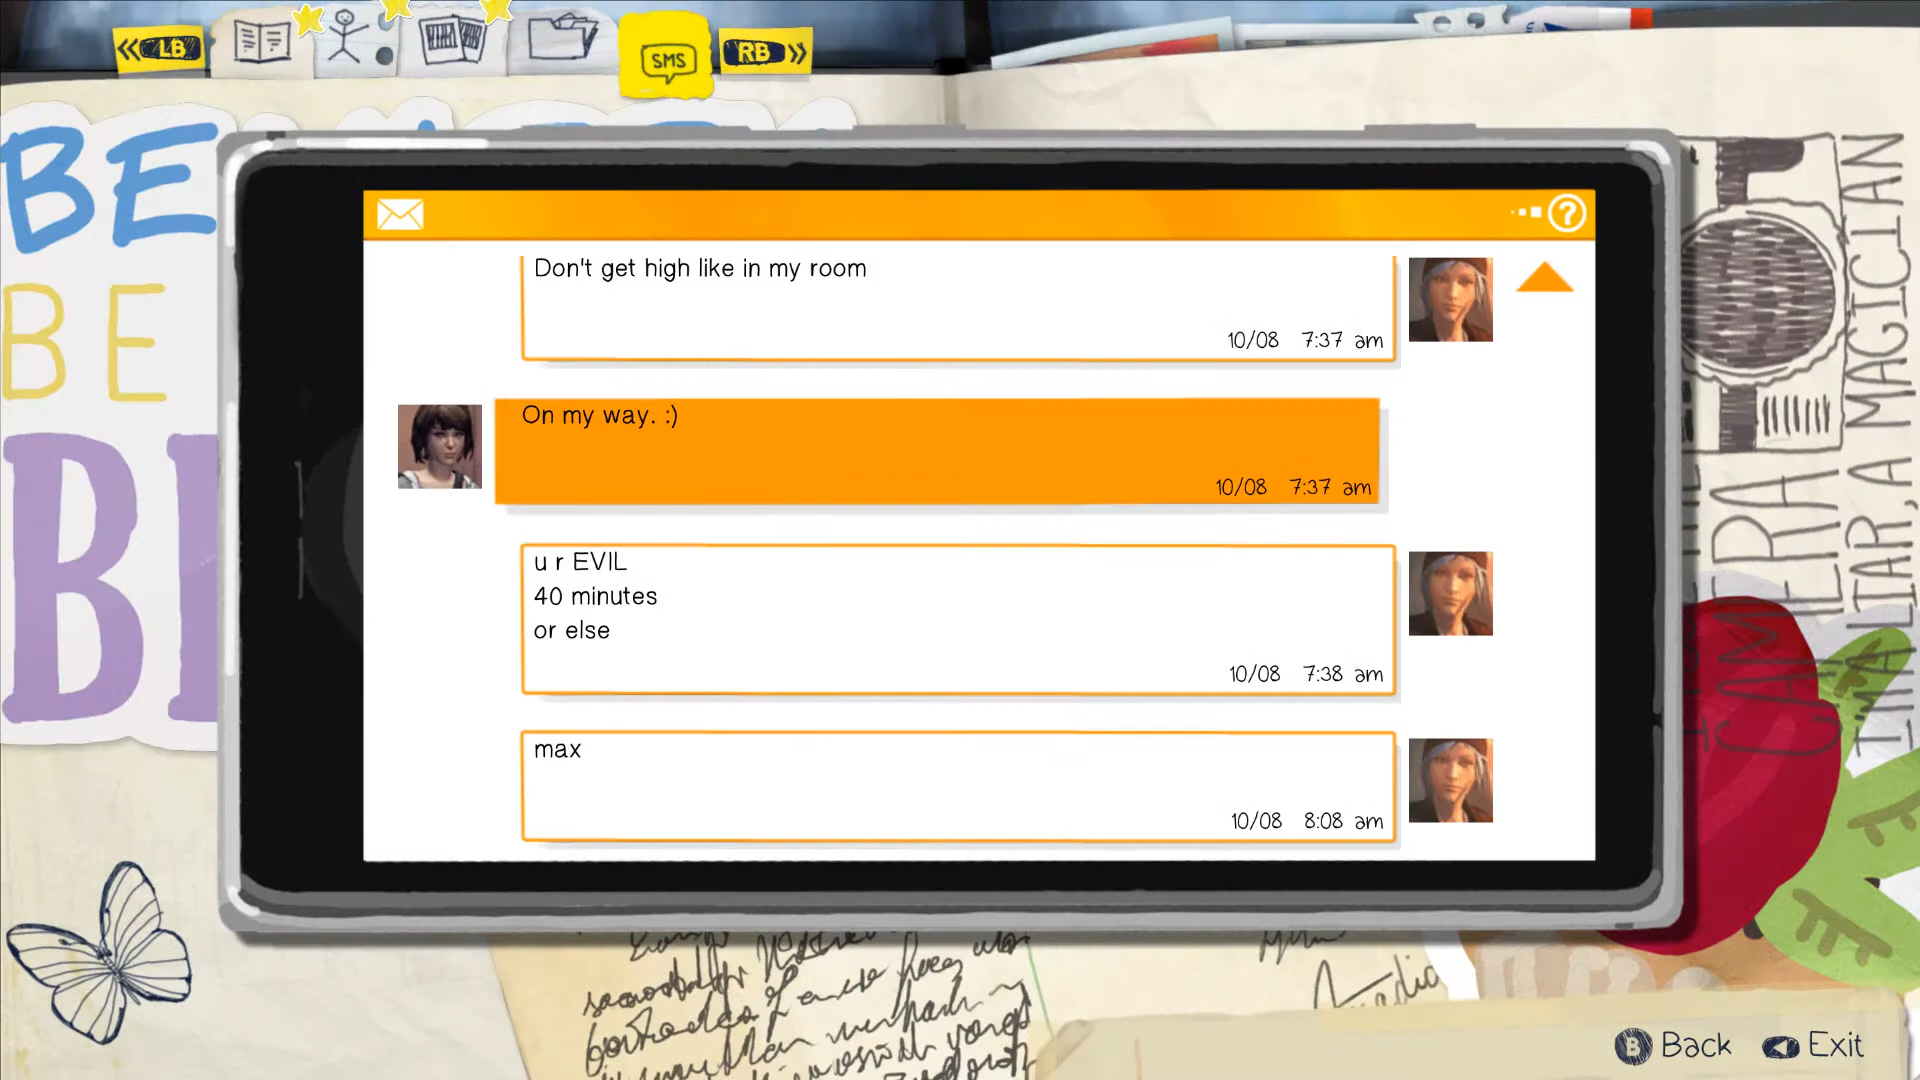 LB
SMS
RB
BE
BE
Don't get high like in my room
10/08 7:37 am
On my way. :)
10/08 7:37 am
u r EVIL
40 minutes
or else
10/08 7:38 am
max
10/08 8:08 am
?
CAMERA
I'M A LIAR, A MAGICIAN
B Back
Exit